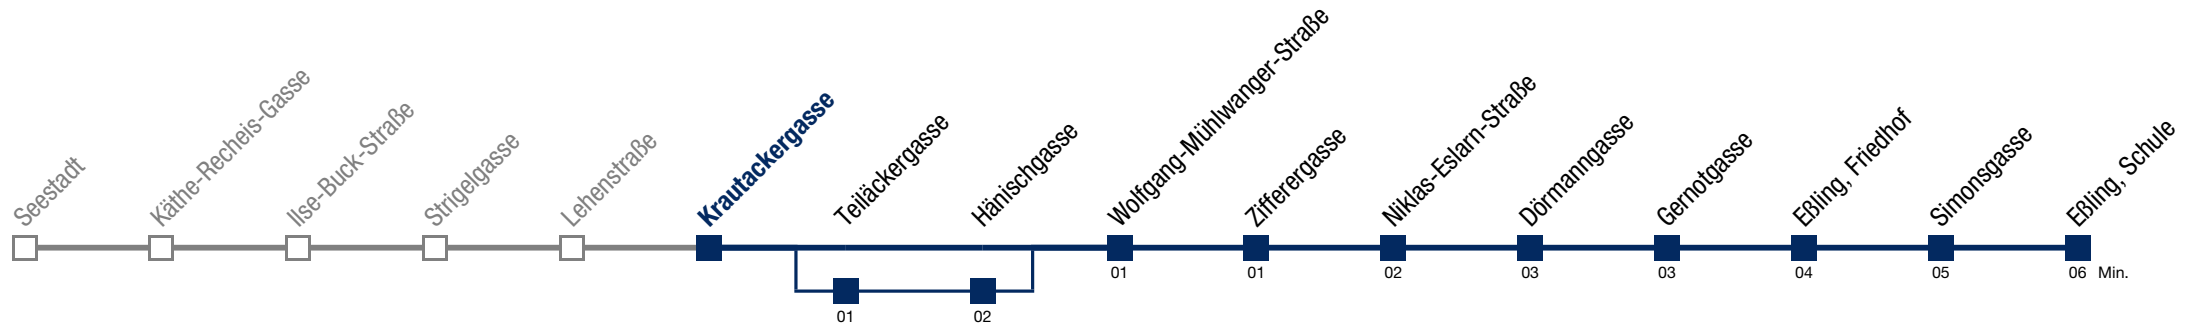 Seestadt
Käthe-Recheis-Gasse
Ilse-Buck-Straße
Strigelgasse
Lehenstraße
Krautackergasse
Teiläckergasse
Hänischgasse
Wolfgang-Mühlwanger-Straße
Zifferergasse
Niklas-Eslarn-Straße
Dörmanngasse
Gernotgasse
Eßling, Friedhof
Simonsgasse
Eßling, Schule
01 01 02 03 03 04 05 06 Min.
01 02